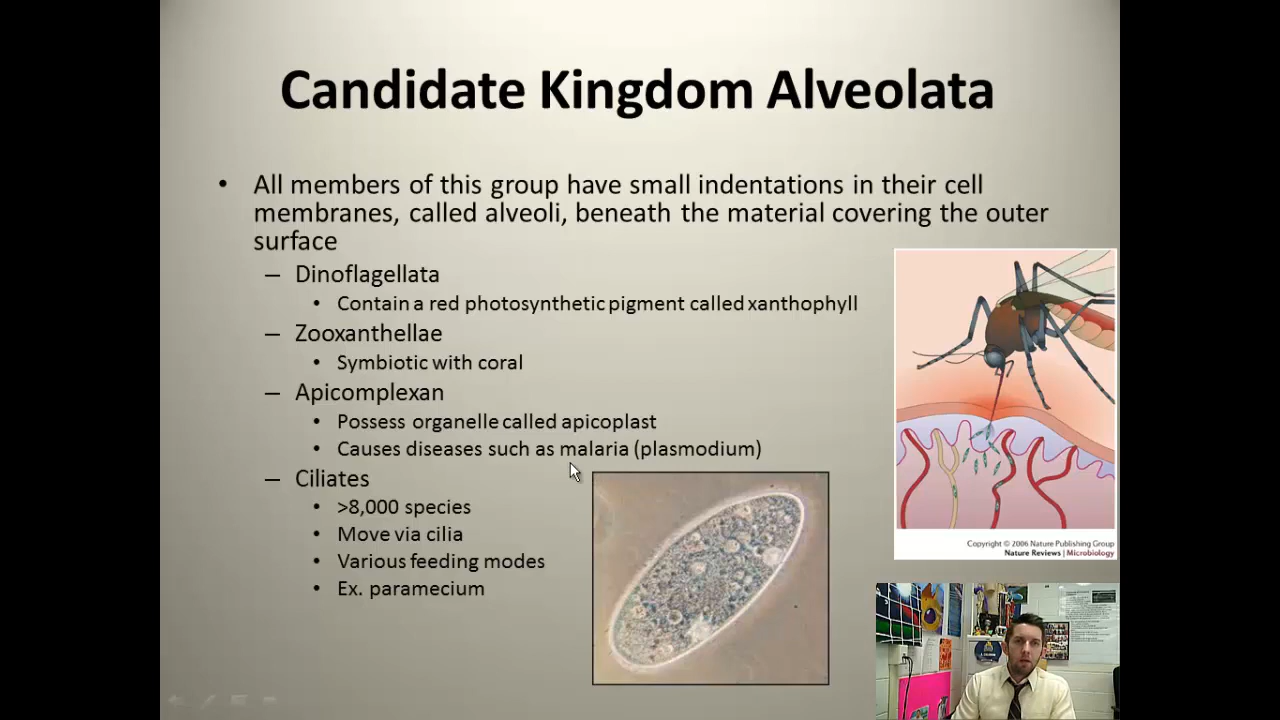 Candidate Kingdom Alveolata
• All members of this group have small indentations in their cell
membranes, called alveoli, beneath the material covering the outer
surface
– Dinoflagellata
• Contain a red photosynthetic pigment called xanthophyll
– Zooxanthellae
• Symbiotic with coral
– Apicomplexan
• Possess organelle called apicoplast
• Causes diseases such as malaria (plasmodium)
– Ciliates
• >8,000 species
• Move via cilia
• Various feeding modes
• Ex. paramecium
Copyright © 2006 Nature Publishing Group
Nature Reviews | Microbiology